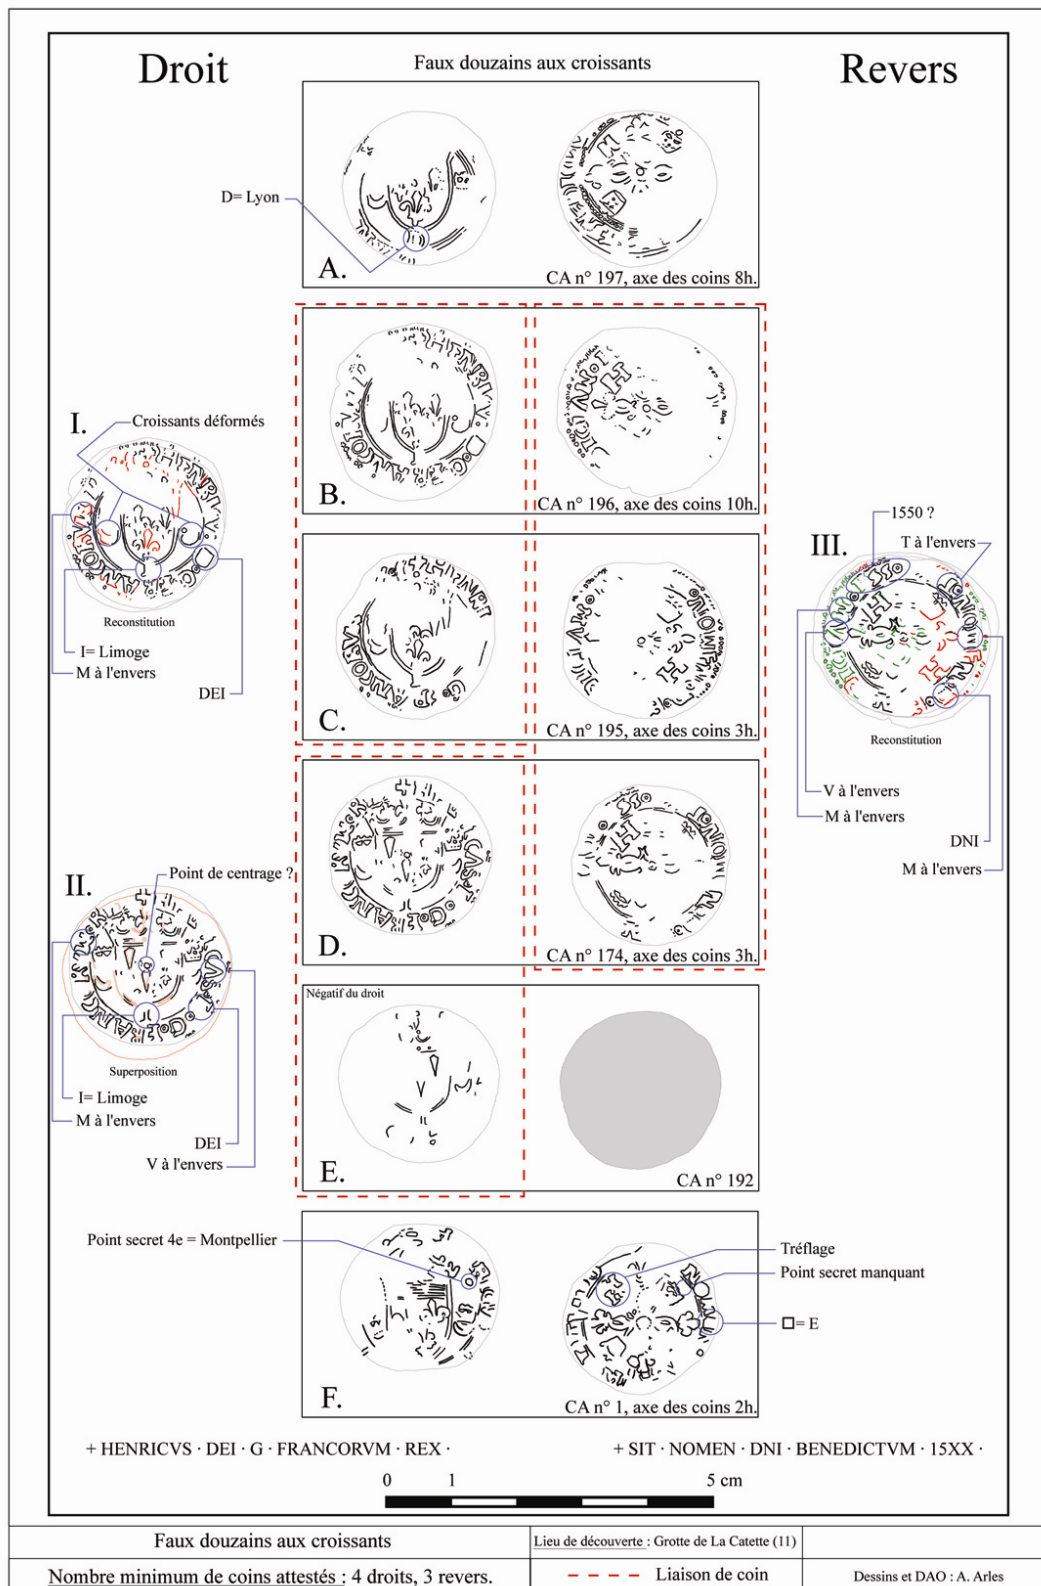 Droit
Faux douzains aux croissants
Revers
D= Lyon
A.
CA n° 197, axe des coins 8h.
I.
Croissants déformés
B.
CA n° 196, axe des coins 10h.
1550 ?
III.
T à l'envers
Reconstitution
I= Limoge
M à l'envers
DEI
C.
CA n° 195, axe des coins 3h.
Reconstitution
V à l'envers
M à l'envers
DNI
M à l'envers
II.
Point de centrage ?
D.
CA n° 174, axe des coins 3h.
Négatif du droit
Superposition
I= Limoge
M à l'envers
DEI
V à l'envers
E.
CA n° 192
Point secret 4e = Montpellier
Tréflage
Point secret manquant
□= E
F.
CA n° 1, axe des coins 2h.
+ HENRICVS · DEI · G · FRANCORVM · REX ·
+ SIT · NOMEN · DNI · BENEDICTVM · 15XX ·
0 1 5 cm
Faux douzains aux croissants
Lieu de découverte : Grotte de La Catette (11)
Nombre minimum de coins attestés : 4 droits, 3 revers.
Liaison de coin
Dessins et DAO : A. Arles